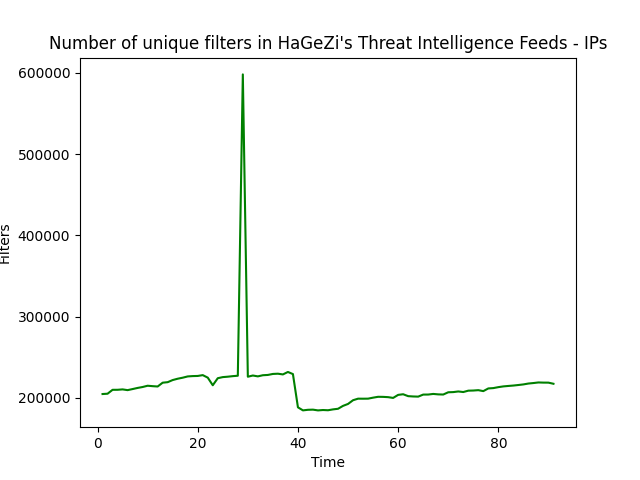 Number of unique filters in HaGeZi's Threat Intelligence Feeds - IPs
600000
500000
400000
300000
200000
Filters
0 20 40 60 80
Time